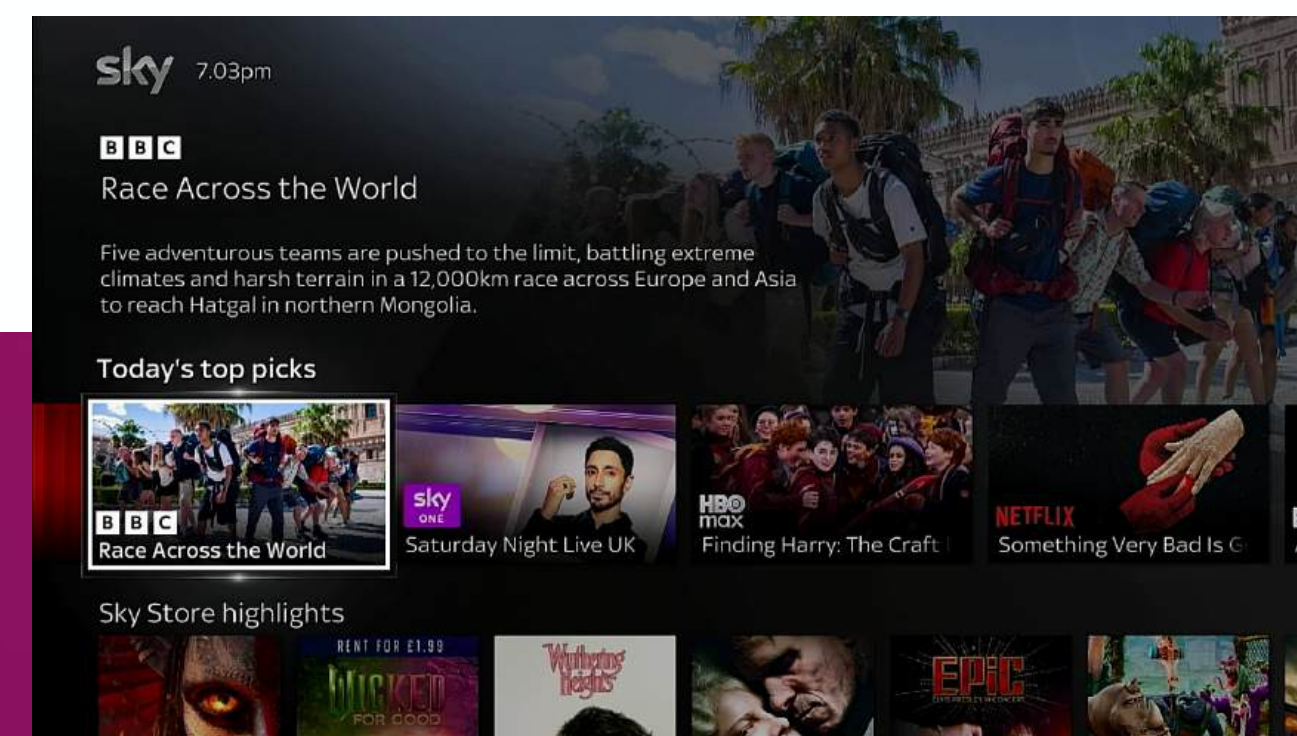 sky 7.03pm
BBC
Race Across the World
Five adventurous teams are pushed to the limit, battling extreme
climates and harsh terrain in a 12,000km race across Europe and Asia
to reach Hatgal in northern Mongolia.
Today's top picks
BBC
Race Across the World
sky
ONE
Saturday Night Live UK
HBO
max
Finding Harry: The Craft
NETFLIX
Something Very Bad Is G
Sky Store highlights
RENT FOR £1.99
WICKED
FOR GOOD
Wuthering
Heights
EPiC